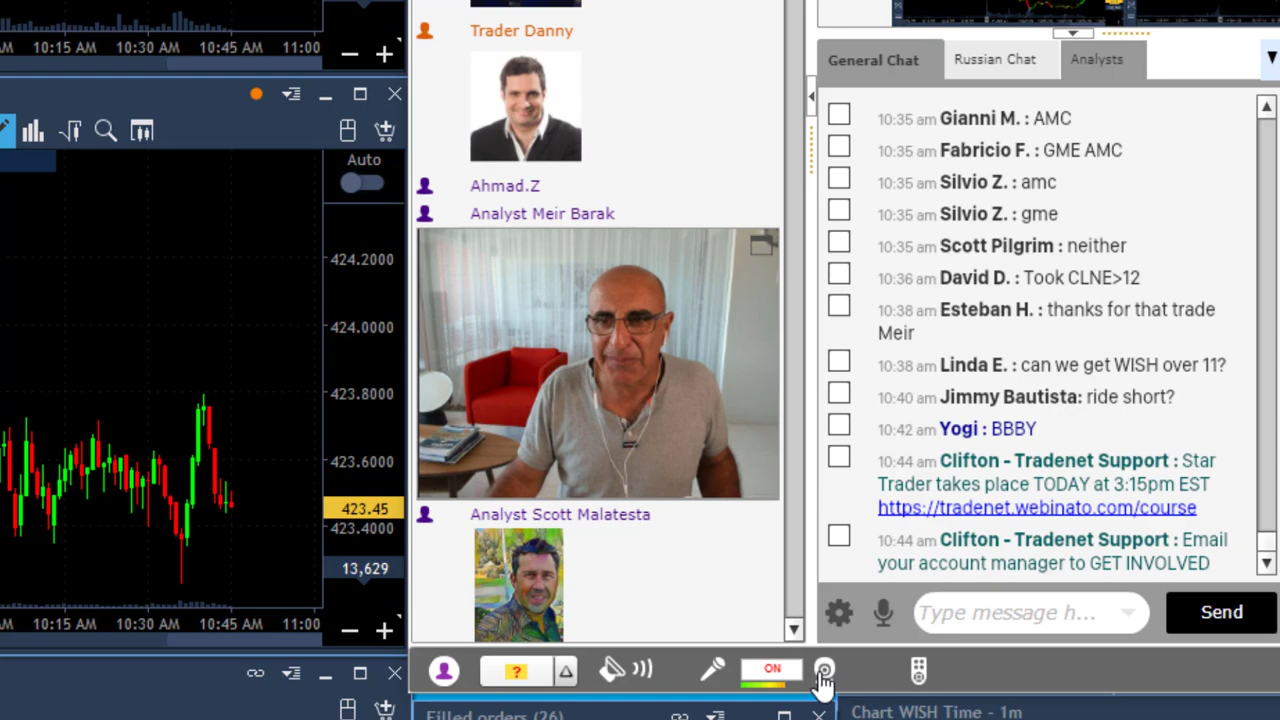 AM
10:15 AM
10:30 AM
10:45 AM
11:00
Auto
424.2000
424.0000
423.8000
423.6000
423.45
423.4000
13,629
AM
10:15 AM
10:30 AM
10:45 AM
11:00
Trader Danny
Ahmad.Z
Analyst Meir Barak
Analyst Scott Malatesta
?
ON
Filled orders (26)
Chart WISH Time - 1m
General Chat
Russian Chat
Analysts
10:35 am Gianni M. : AMC
10:35 am Fabricio F. : GME AMC
10:35 am Silvio Z. : amc
10:35 am Silvio Z. : gme
10:35 am Scott Pilgrim : neither
10:36 am David D. : Took CLNE>12
10:38 am Esteban H. : thanks for that trade
Meir
10:38 am Linda E. : can we get WISH over 11?
10:40 am Jimmy Bautista: ride short?
10:42 am Yogi : BBBY
10:44 am Clifton - Tradenet Support : Star
Trader takes place TODAY at 3:15pm EST
https://tradenet.webinato.com/course
10:44 am Clifton - Tradenet Support : Email
your account manager to GET INVOLVED
Type message h...
Send